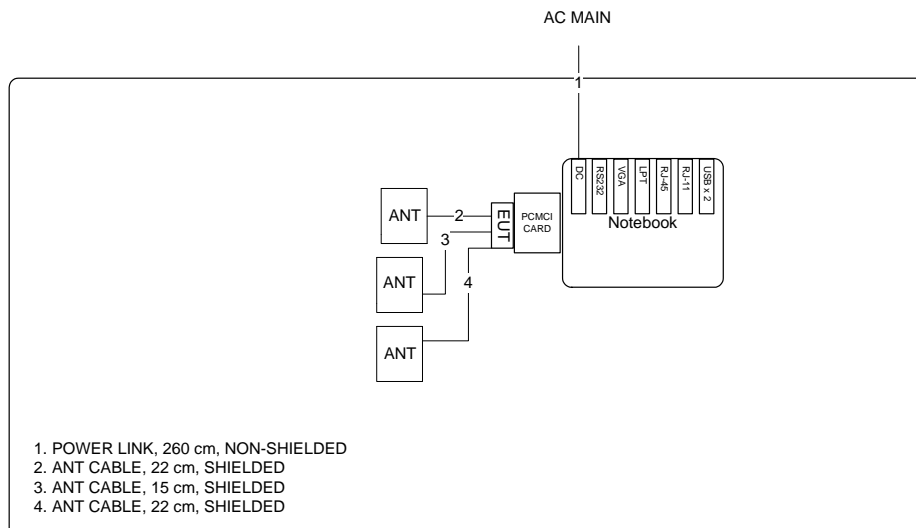 AC MAIN
1
DC
RS232
VGA
LPT
RJ-45
RJ-11
USB x 2
Notebook
PCMCI
CARD
EUT
ANT
2
3
ANT
4
ANT
1. POWER LINK, 260 cm, NON-SHIELDED
2. ANT CABLE, 22 cm, SHIELDED
3. ANT CABLE, 15 cm, SHIELDED
4. ANT CABLE, 22 cm, SHIELDED